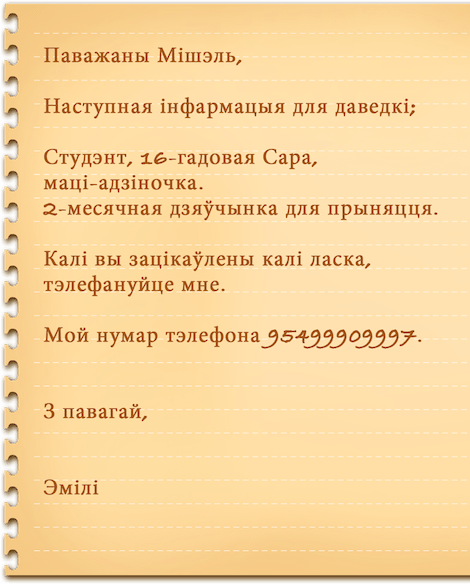 Паважаны Мішэль,
Наступная інфармацыя для даведкі;
Студэнт, 16-гадовая Сара,
маці-адзіночка.
2-месячная дзяўчынка для прыняцця.
Калі вы зацікаўлены калі ласка,
тэлефануйце мне.
Мой нумар тэлефона 95499909997.
З павагай,
Эмілі